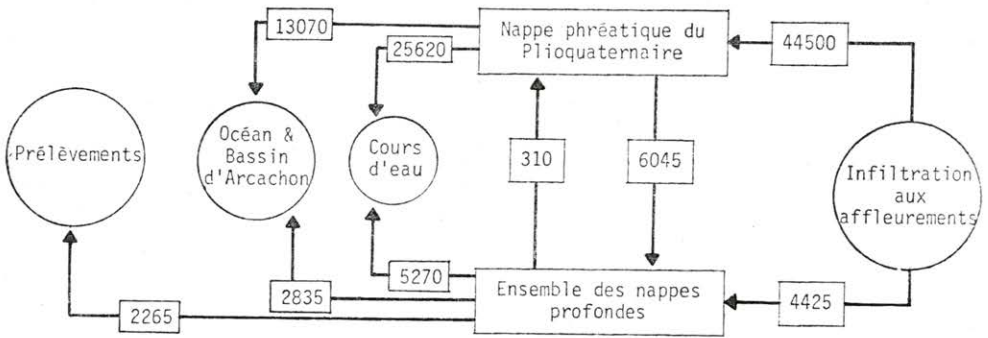 13070
Nappe phréatique du
Plioquaternaire
44500
25620
Prélèvements
Océan &
Bassin
d'Arcachon
Cours
d'eau
310
6045
Infiltration
aux
affleurements
5270
Ensemble des nappes
profondes
4425
2835
2265